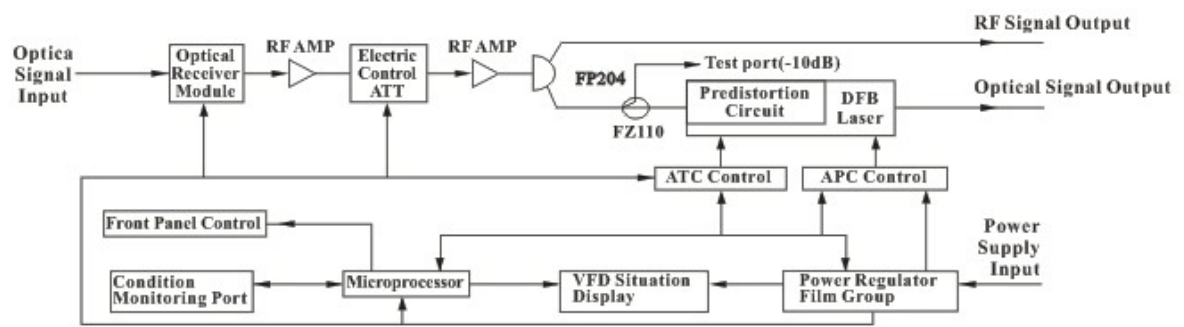 Optica
Signal
Input
Optical
Receiver
Module
RF AMP
Electric
Control
ATT
RF AMP
FP204
RF Signal Output
Test port(-10dB)
FZ110
Predistortion
Circuit
DFB
Laser
Optical Signal Output
ATC Control
APC Control
Front Panel Control
Power
Supply
Input
Condition
Monitoring Port
Microprocessor
VFD Situation
Display
Power Regulator
Film Group